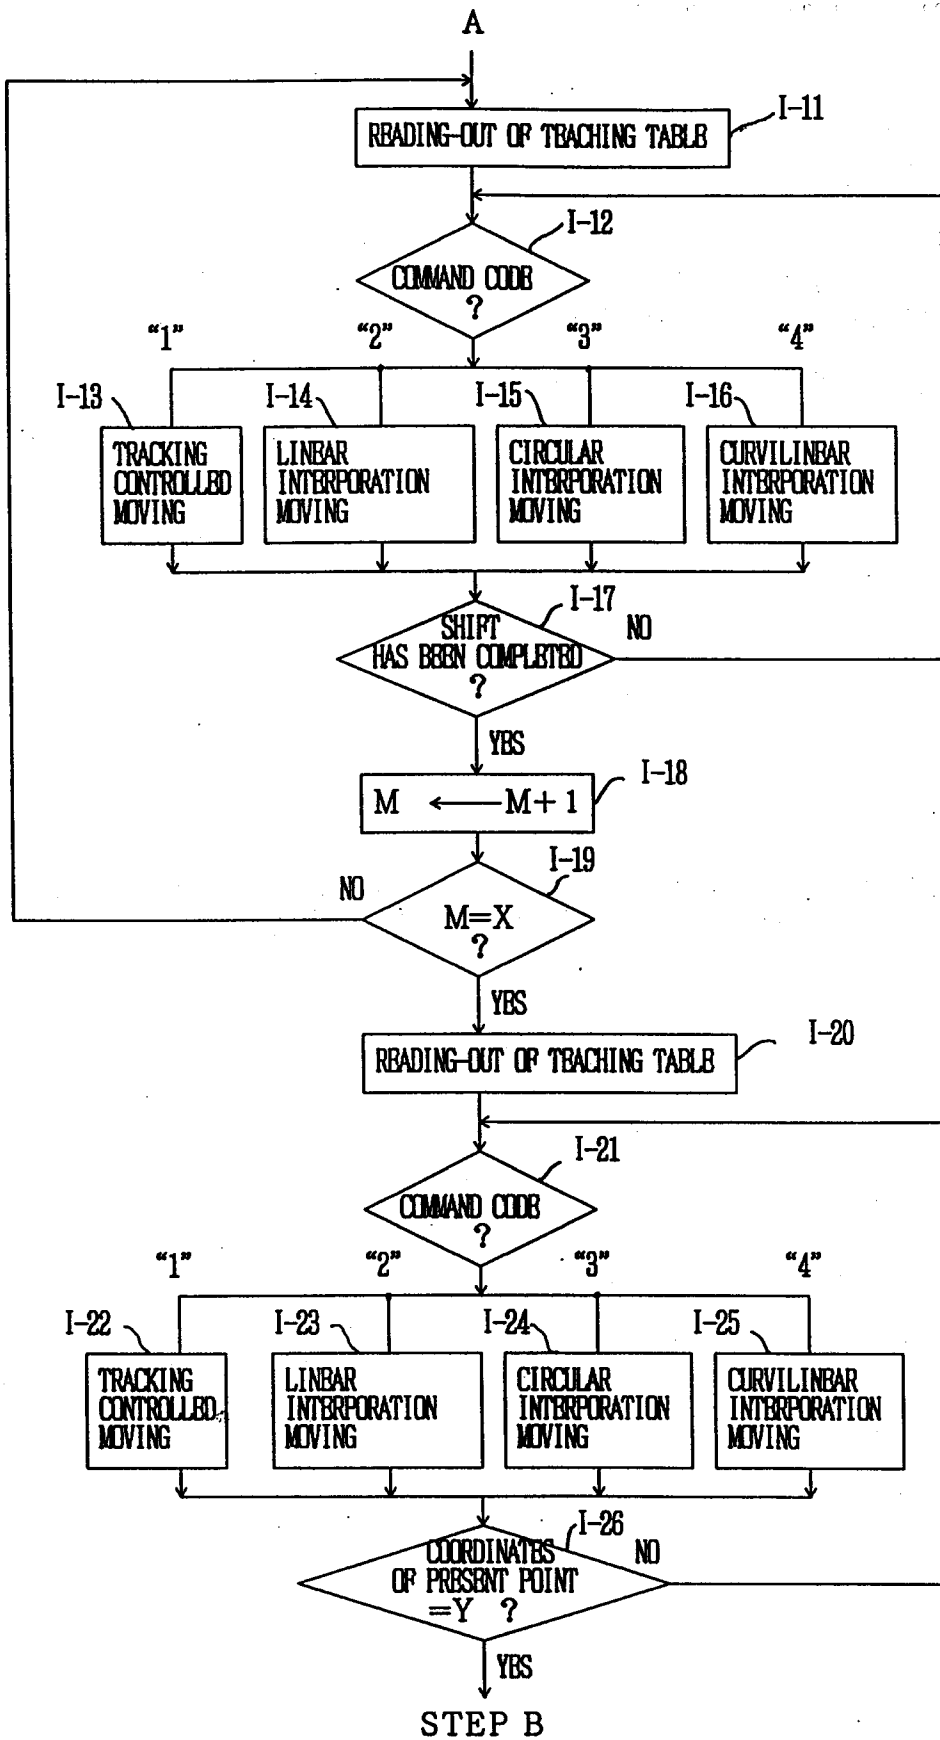 A
I-11
READING-OUT OF TEACHING TABLE
I-12
COMMAND CODE
?
"1" "2" "3" "4"
I-13 I-14 I-15 I-16
TRACKING
CONTROLLED
MOVING
LINEAR
INTERPORATION
MOVING
CIRCULAR
INTERPORATION
MOVING
CURVILINEAR
INTERPORATION
MOVING
I-17
SHIFT
HAS BEEN COMPLETED
?
NO
YES
I-18
M ← M+1
I-19
NO
M=X
?
YES
I-20
READING-OUT OF TEACHING TABLE
I-21
COMMAND CODE
?
"1" "2" "3" "4"
I-22 I-23 I-24 I-25
TRACKING
CONTROLLED
MOVING
LINEAR
INTERPORATION
MOVING
CIRCULAR
INTERPORATION
MOVING
CURVILINEAR
INTERPORATION
MOVING
I-26
COORDINATES
OF PRESENT POINT
=Y ?
NO
YES
STEP B